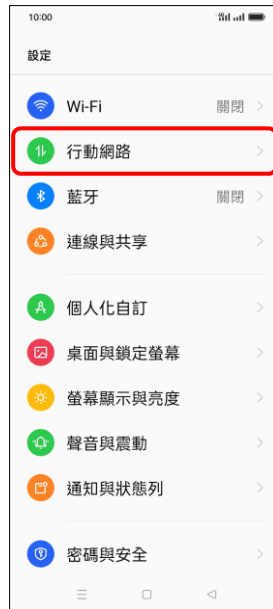 10:00
設定
Wi-Fi 關閉
行動網路
藍牙 關閉
連線與共享
個人化自訂
桌面與鎖定螢幕
螢幕顯示與亮度
聲音與震動
通知與狀態列
密碼與安全